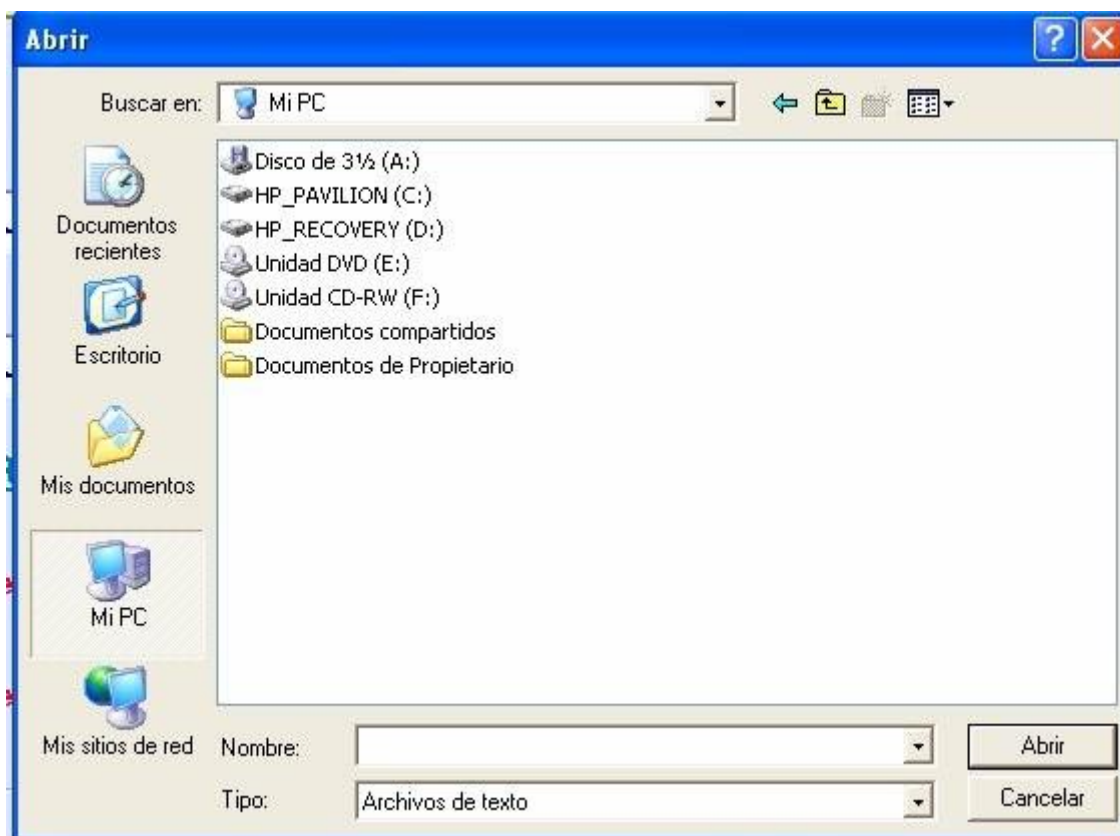 Abrir
Buscar en: Mi PC
Disco de 3½ (A:)
HP_PAVILION (C:)
HP_RECOVERY (D:)
Unidad DVD (E:)
Unidad CD-RW (F:)
Documentos compartidos
Documentos de Propietario
Documentos
recientes
Escritorio
Mis documentos
Mi PC
Mis sitios de red
Nombre: Abrir
Tipo: Archivos de texto Cancelar